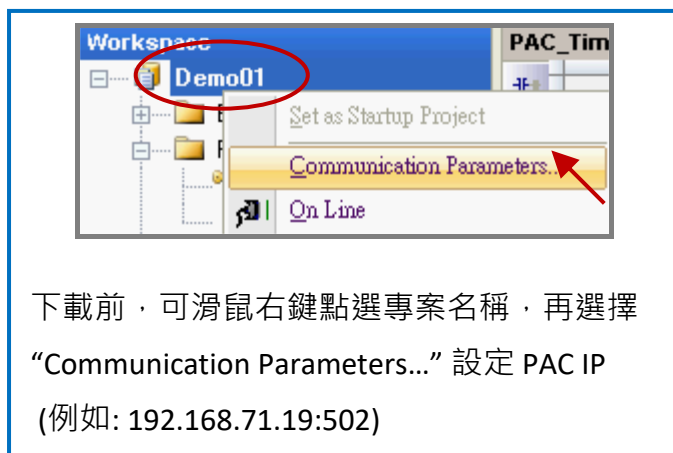 Workspace
PAC_Tim
Demo01
Set as Startup Project
Communication Parameters...
On Line
下載前，可滑鼠右鍵點選專案名稱，再選擇
“Communication Parameters…” 設定 PAC IP
(例如: 192.168.71.19:502)